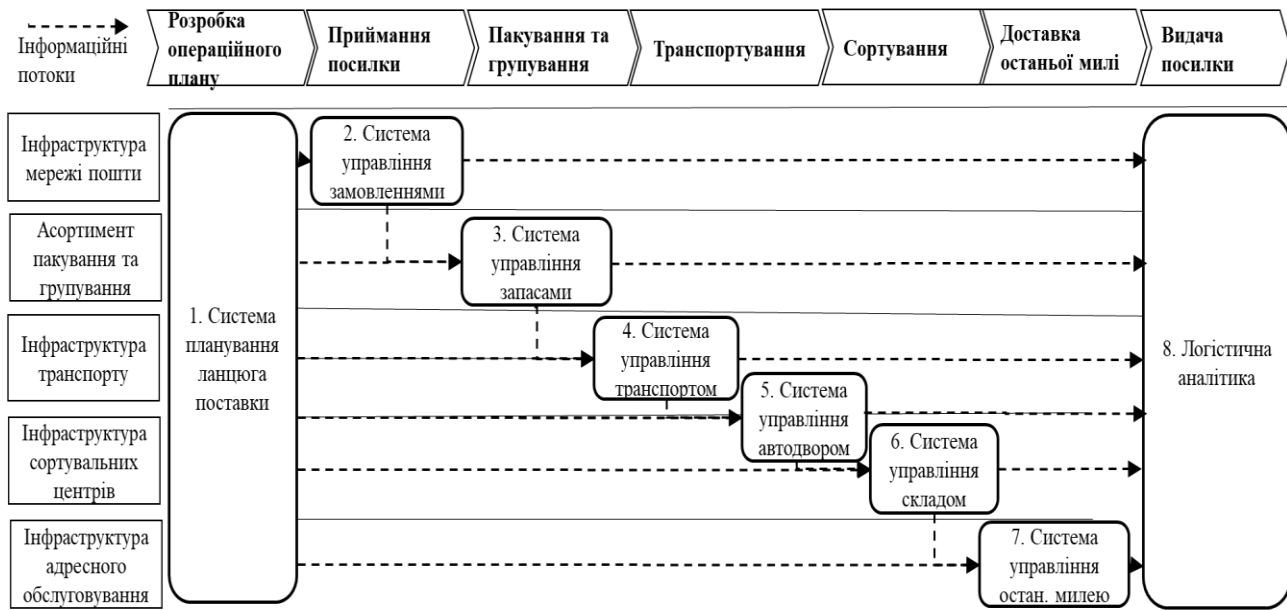 Інформаційні
потоки
Розробка
операційного
плану
Приймання
посилки
Пакування та
групування
Транспортування
Сортування
Доставка
останьої милі
Видача
посилки
Інфраструктура
мережі пошти
Асортимент
пакування та
групування
Інфраструктура
транспорту
Інфраструктура
сортувальних
центрів
Інфраструктура
адресного
обслуговування
1. Система
планування
ланцюга
поставки
2. Система
управління
замовленнями
3. Система
управління
запасами
4. Система
управління
транспортом
5. Система
управління
автодвором
6. Система
управління
складом
7. Система
управління
остан. милею
8. Логістична
аналітика